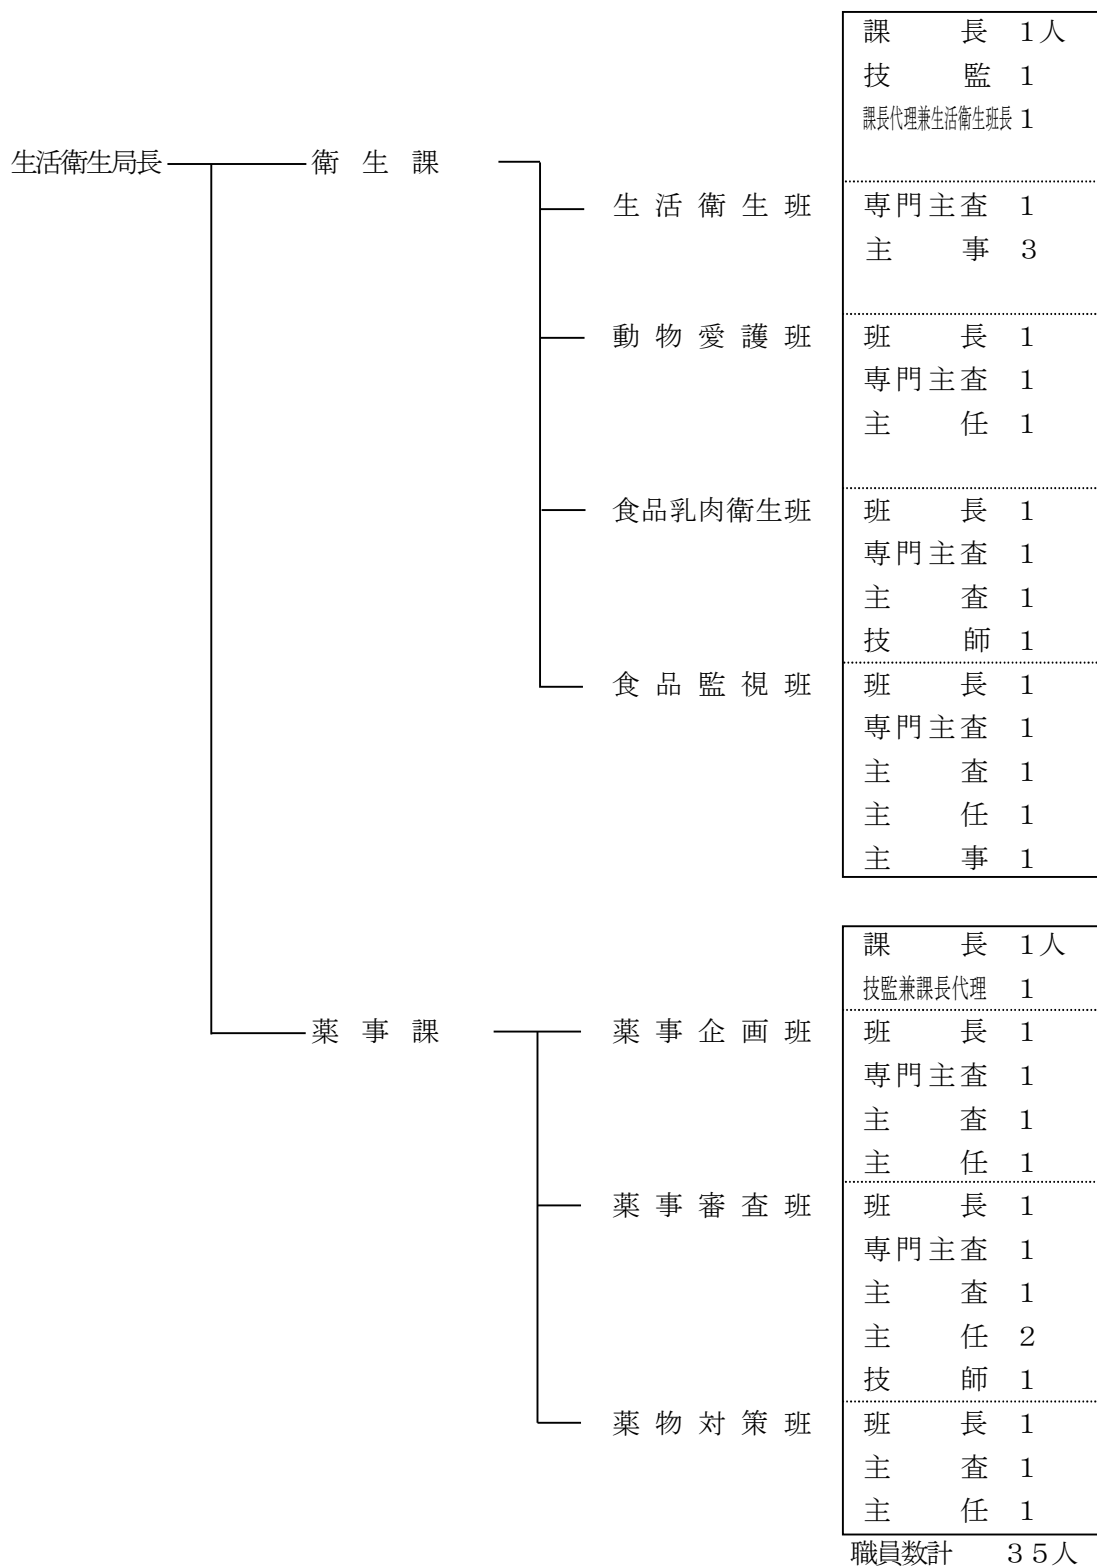 課長 1人
技監 1
課長代理兼生活衛生班長 1
生活衛生局長 衛生課
生活衛生班 専門主査 1
主事 3
動物愛護班 班長 1
専門主査 1
主任 1
食品乳肉衛生班 班長 1
専門主査 1
主査 1
技師 1
食品監視班 班長 1
専門主査 1
主査 1
主任 1
主事 1
課長 1人
技監兼課長代理 1
薬事課 薬事企画班 班長 1
専門主査 1
主査 1
主任 1
薬事審査班 班長 1
専門主査 1
主査 1
主任 2
技師 1
薬物対策班 班長 1
主査 1
主任 1
職員数計 35人